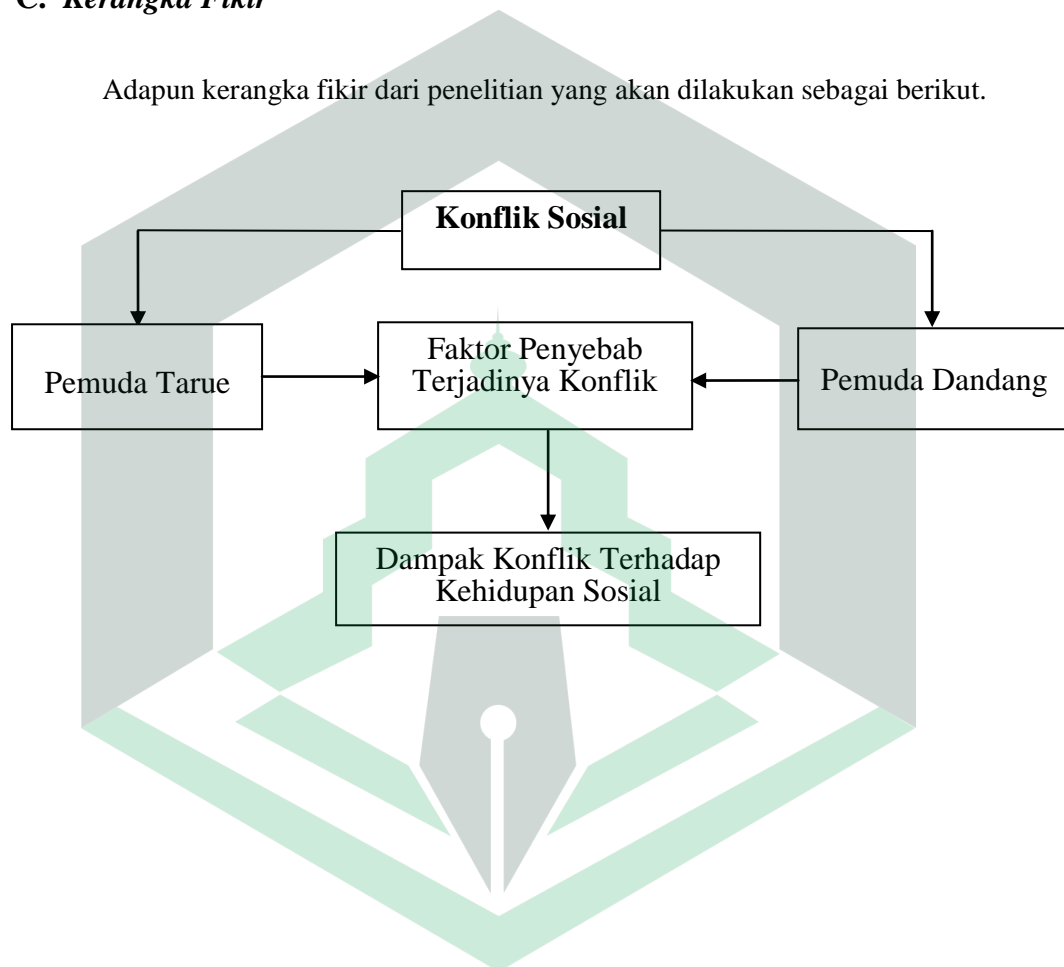 C. Kerangka Fikir
Adapun kerangka fikir dari penelitian yang akan dilakukan sebagai berikut.
Konflik Sosial
Pemuda Tarue
Faktor Penyebab
Terjadinya Konflik
Pemuda Dandang
Dampak Konflik Terhadap
Kehidupan Sosial